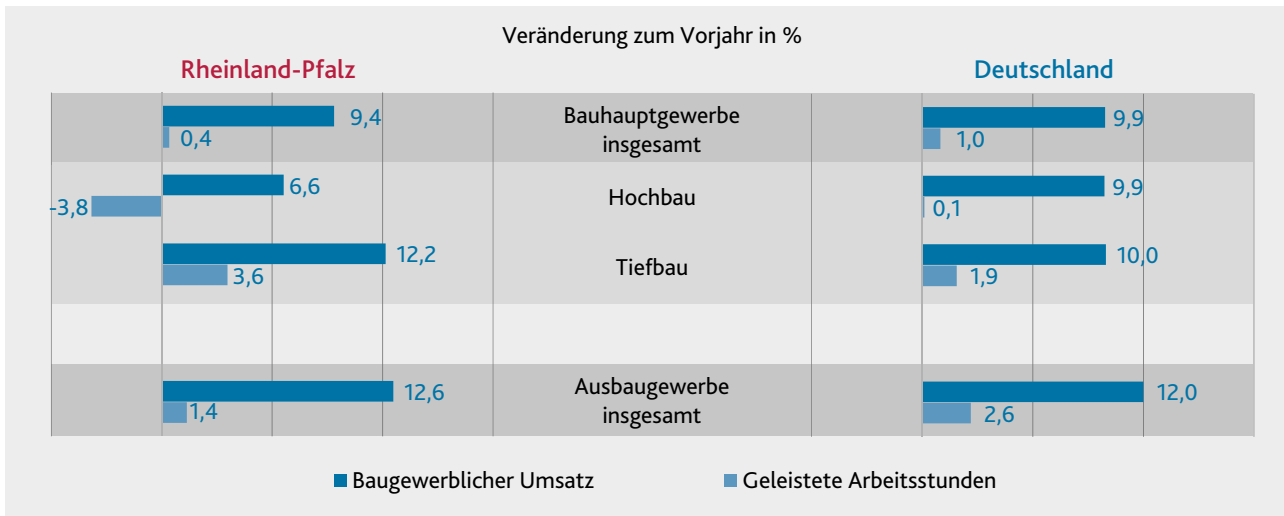 Veränderung zum Vorjahr in %
Rheinland-Pfalz
Deutschland
9,4
0,4
Bauhauptgewerbe
insgesamt
9,9
1,0
6,6
-3,8
Hochbau
9,9
0,1
12,2
3,6
Tiefbau
10,0
1,9
12,6
1,4
Ausbaugewerbe
insgesamt
12,0
2,6
Baugewerblicher Umsatz
Geleistete Arbeitsstunden